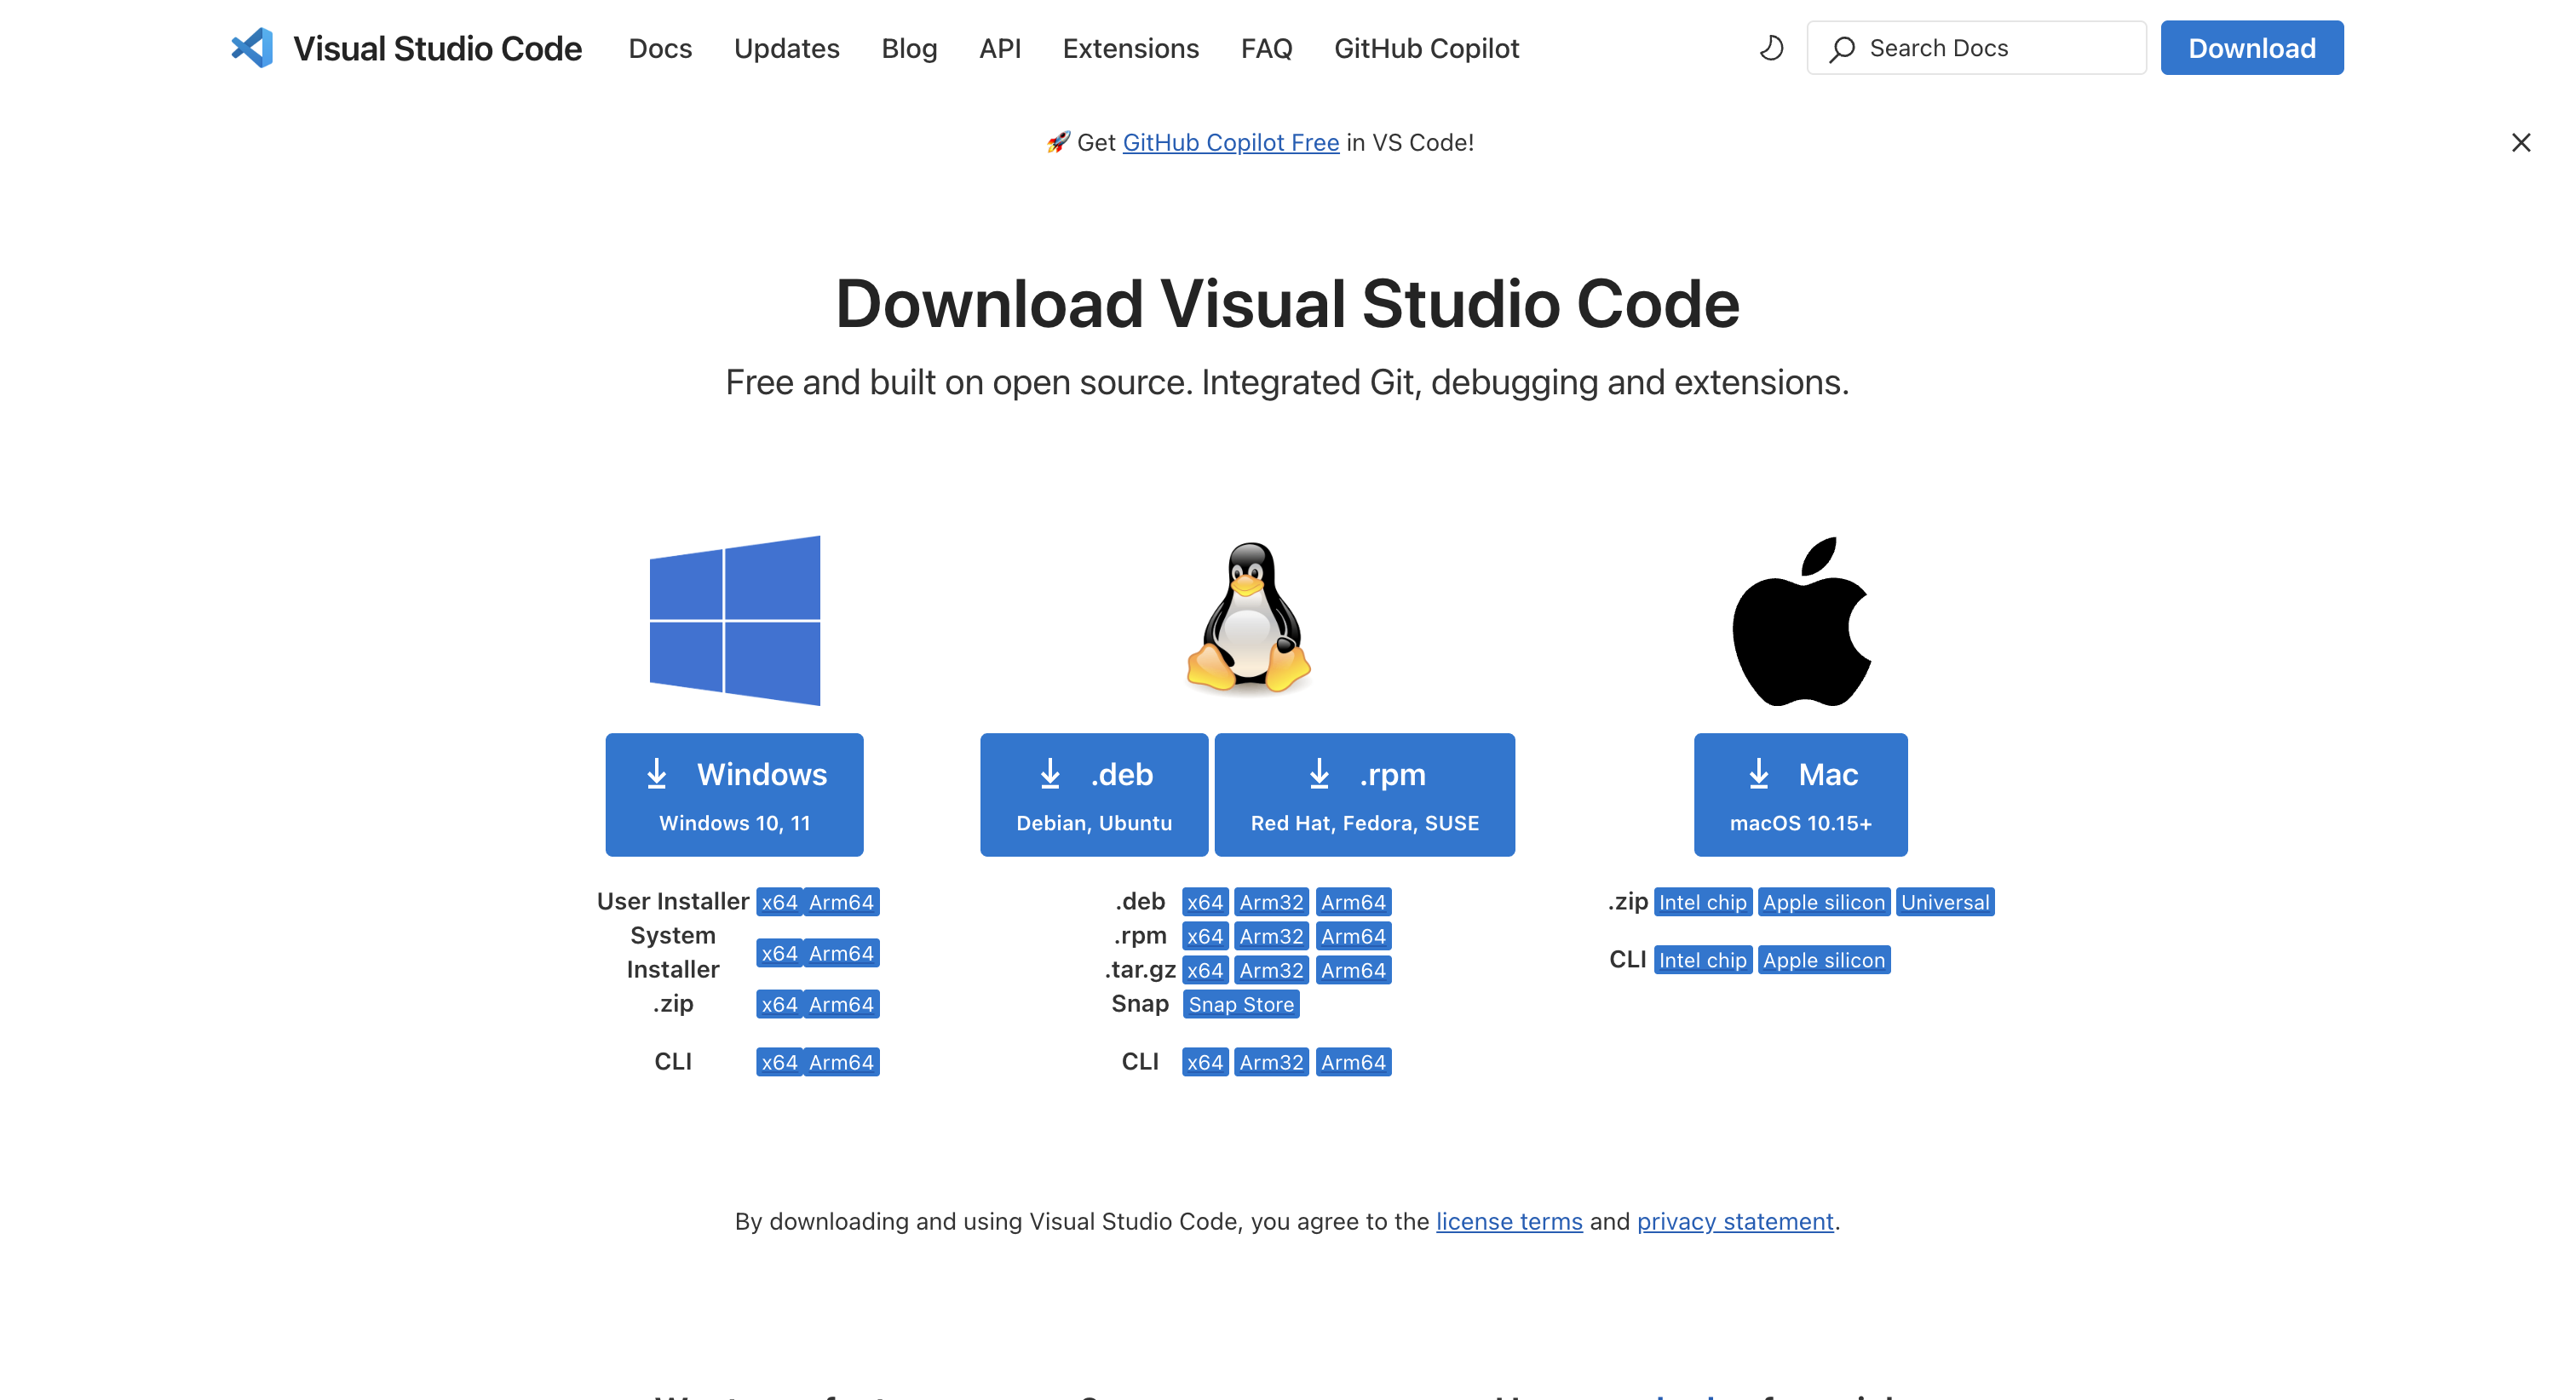 Visual Studio Code Docs Updates Blog API Extensions FAQ GitHub Copilot Search Docs Download
🚀 Get GitHub Copilot Free in VS Code!
Download Visual Studio Code
Free and built on open source. Integrated Git, debugging and extensions.
Windows
Windows 10, 11
User Installer x64 Arm64
System
Installer
x64 Arm64
.zip x64 Arm64
CLI x64 Arm64
.deb
Debian, Ubuntu
.rpm
Red Hat, Fedora, SUSE
.deb x64 Arm32 Arm64
.rpm x64 Arm32 Arm64
.tar.gz x64 Arm32 Arm64
Snap Snap Store
CLI x64 Arm32 Arm64
Mac
macOS 10.15+
.zip Intel chip Apple silicon Universal
CLI Intel chip Apple silicon
By downloading and using Visual Studio Code, you agree to the license terms and privacy statement.